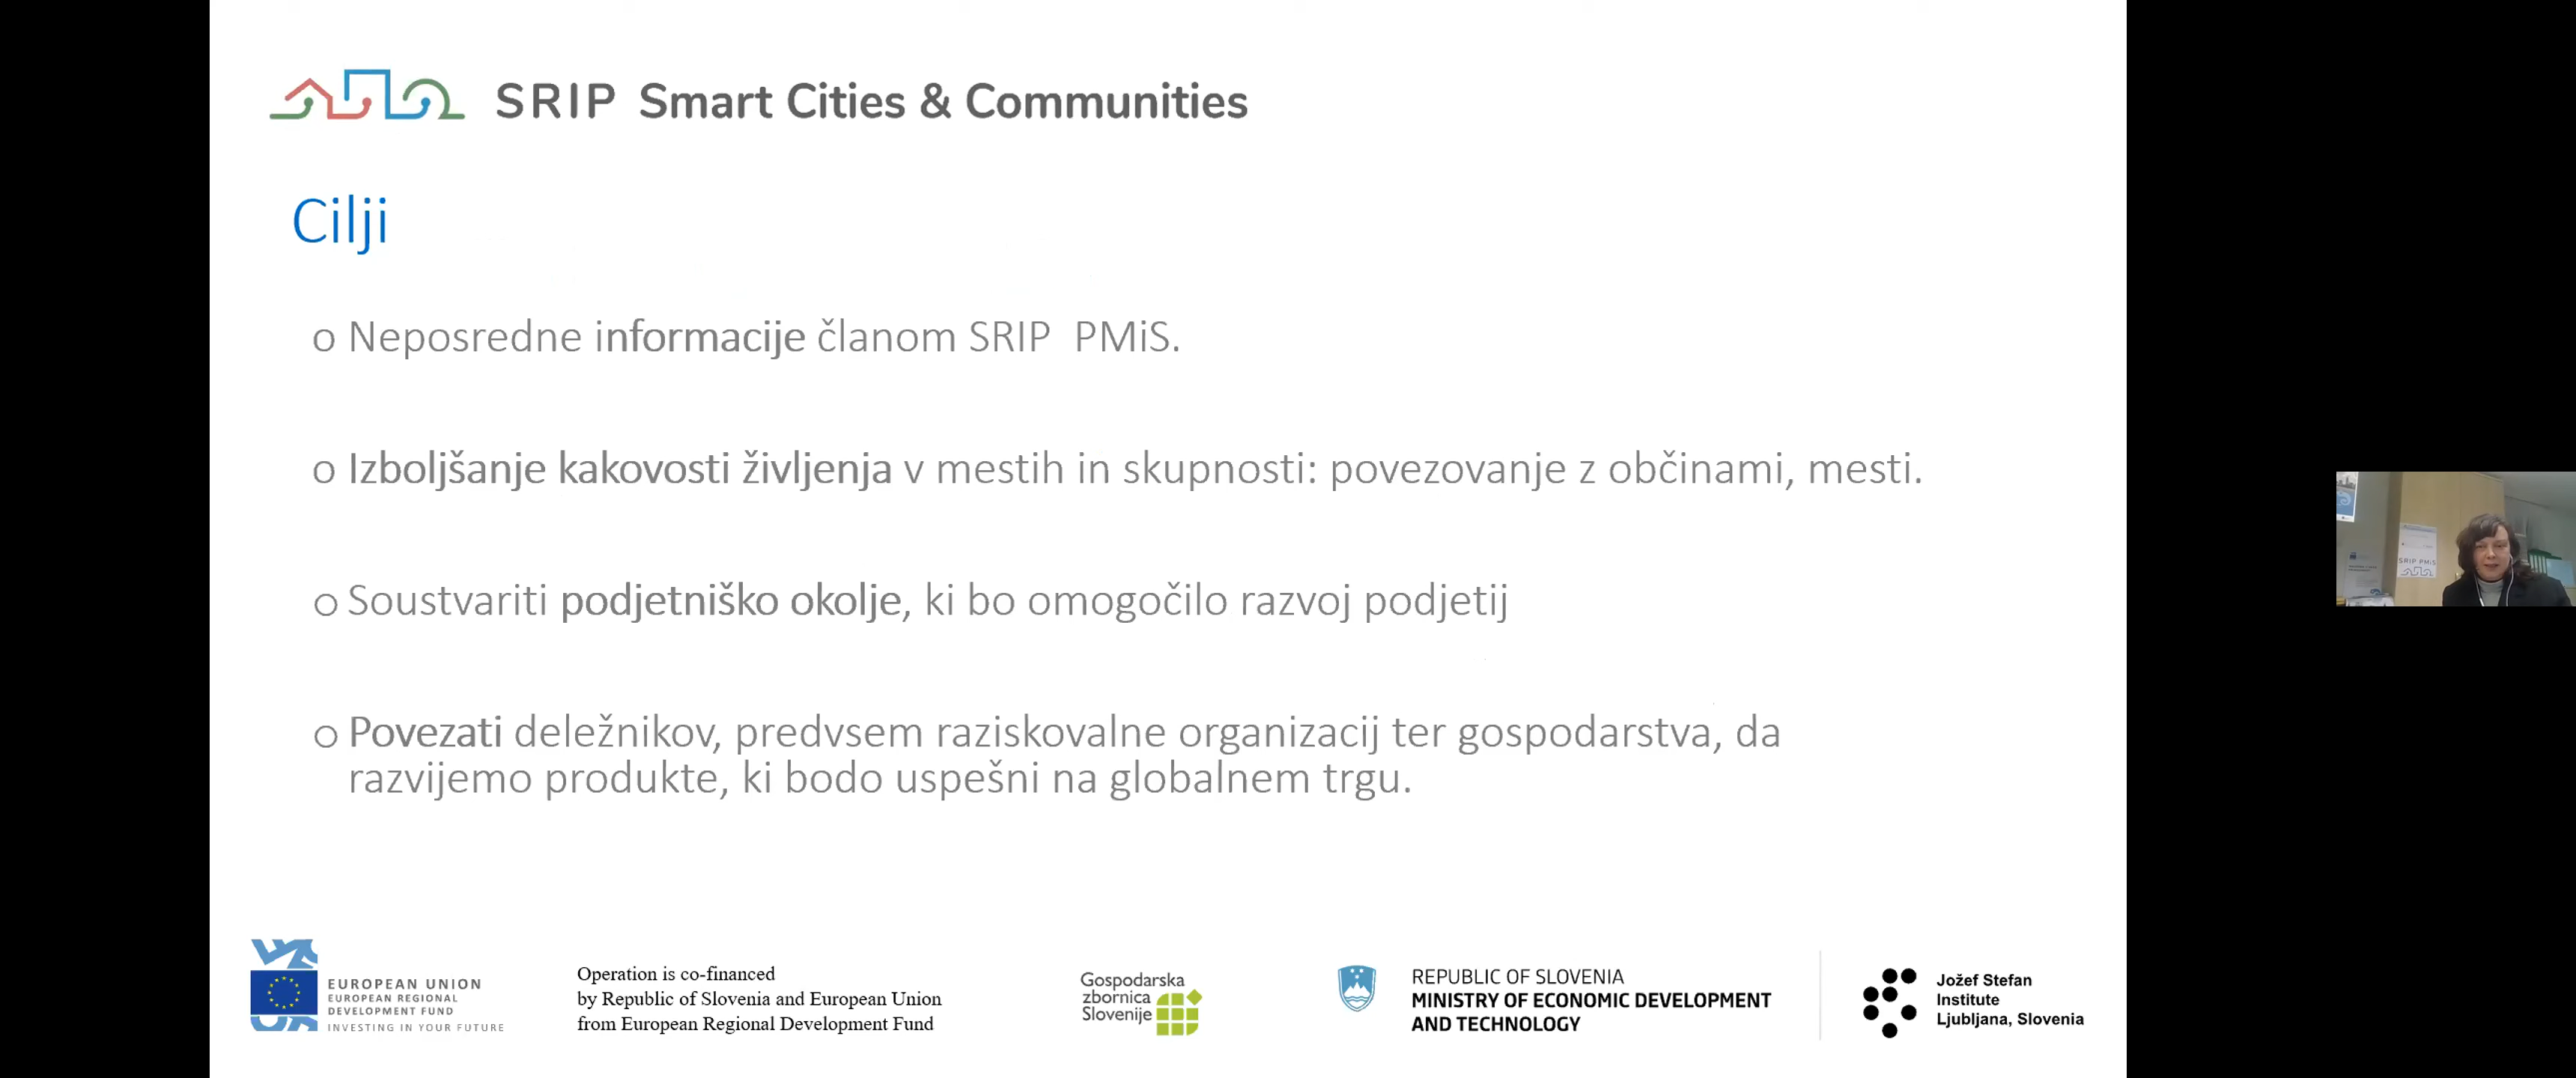 SRIP Smart Cities & Communities
Cilji
o Neposredne informacije članom SRIP PMiS.
o Izboljšanje kakovosti življenja v mestih in skupnosti: povezovanje z občinami, mesti.
o Soustvariti podjetniško okolje, ki bo omogočilo razvoj podjetij
o Povezati deležnikov, predvsem raziskovalne organizacij ter gospodarstva, da
razvijemo produkte, ki bodo uspešni na globalnem trgu.
SRIP PMiS
EUROPEAN UNION
EUROPEAN REGIONAL
DEVELOPMENT FUND
INVESTING IN YOUR FUTURE
Operation is co-financed
by Republic of Slovenia and European Union
from European Regional Development Fund
Gospodarska
zbornica
Slovenije
REPUBLIC OF SLOVENIA
MINISTRY OF ECONOMIC DEVELOPMENT
AND TECHNOLOGY
Jožef Stefan
Institute
Ljubljana, Slovenia